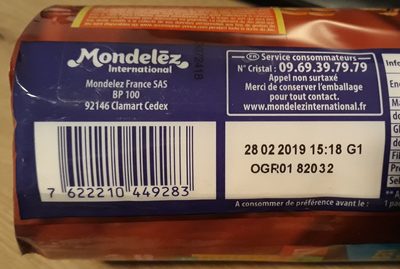 Mondelēz
International
Mondelez France SAS
BP 100
92146 Clamart Cedex
7 622210 449283
Service consommateurs
N° Cristal : 09.69.39.79.79
Appel non surtaxé
Merci de conserver l'emballage
pour tout contact.
www.mondelezinternational.fr
28 02 2019 15:18 G1
OGR01 82032
A consommer de préférence avant le :